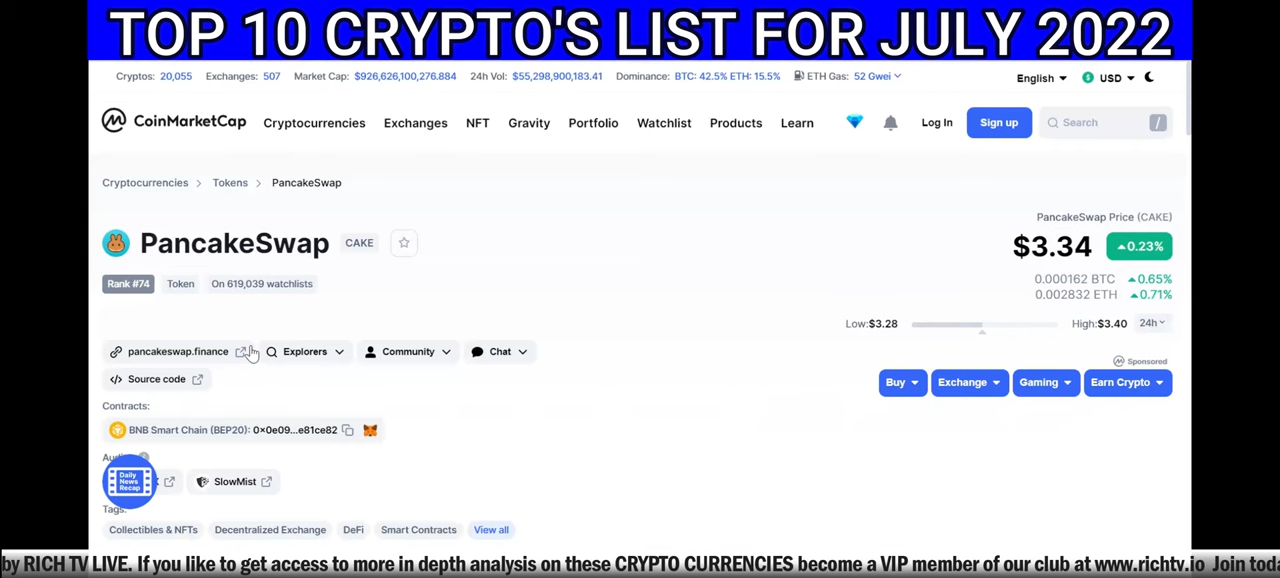 TOP 10 CRYPTO'S LIST FOR JULY 2022
Cryptos: 20,055 Exchanges: 507 Market Cap: $926,626,100,276.884 24h Vol: $55,298,900,183.41 Dominance: BTC: 42.5% ETH: 15.5% ETH Gas: 52 Gwei English USD
CoinMarketCap Cryptocurrencies Exchanges NFT Gravity Portfolio Watchlist Products Learn Log In Sign up Search /
Cryptocurrencies > Tokens > PancakeSwap
PancakeSwap Price (CAKE)
PancakeSwap CAKE $3.34 0.23%
Rank #74 Token On 619,039 watchlists 0.000162 BTC 0.65%
0.002832 ETH 0.71%
Low:$3.28 High:$3.40 24h
pancakeswap.finance Explorers Community Chat
Sponsored
Source code Buy Exchange Gaming Earn Crypto
Contracts:
BNB Smart Chain (BEP20): 0x0e09...e81ce82
Daily
News
Recap
SlowMist
Tags:
Collectibles & NFTs Decentralized Exchange DeFi Smart Contracts View all
by RICH TV LIVE. If you like to get access to more in depth analysis on these CRYPTO CURRENCIES become a VIP member of our club at www.richtv.io Join